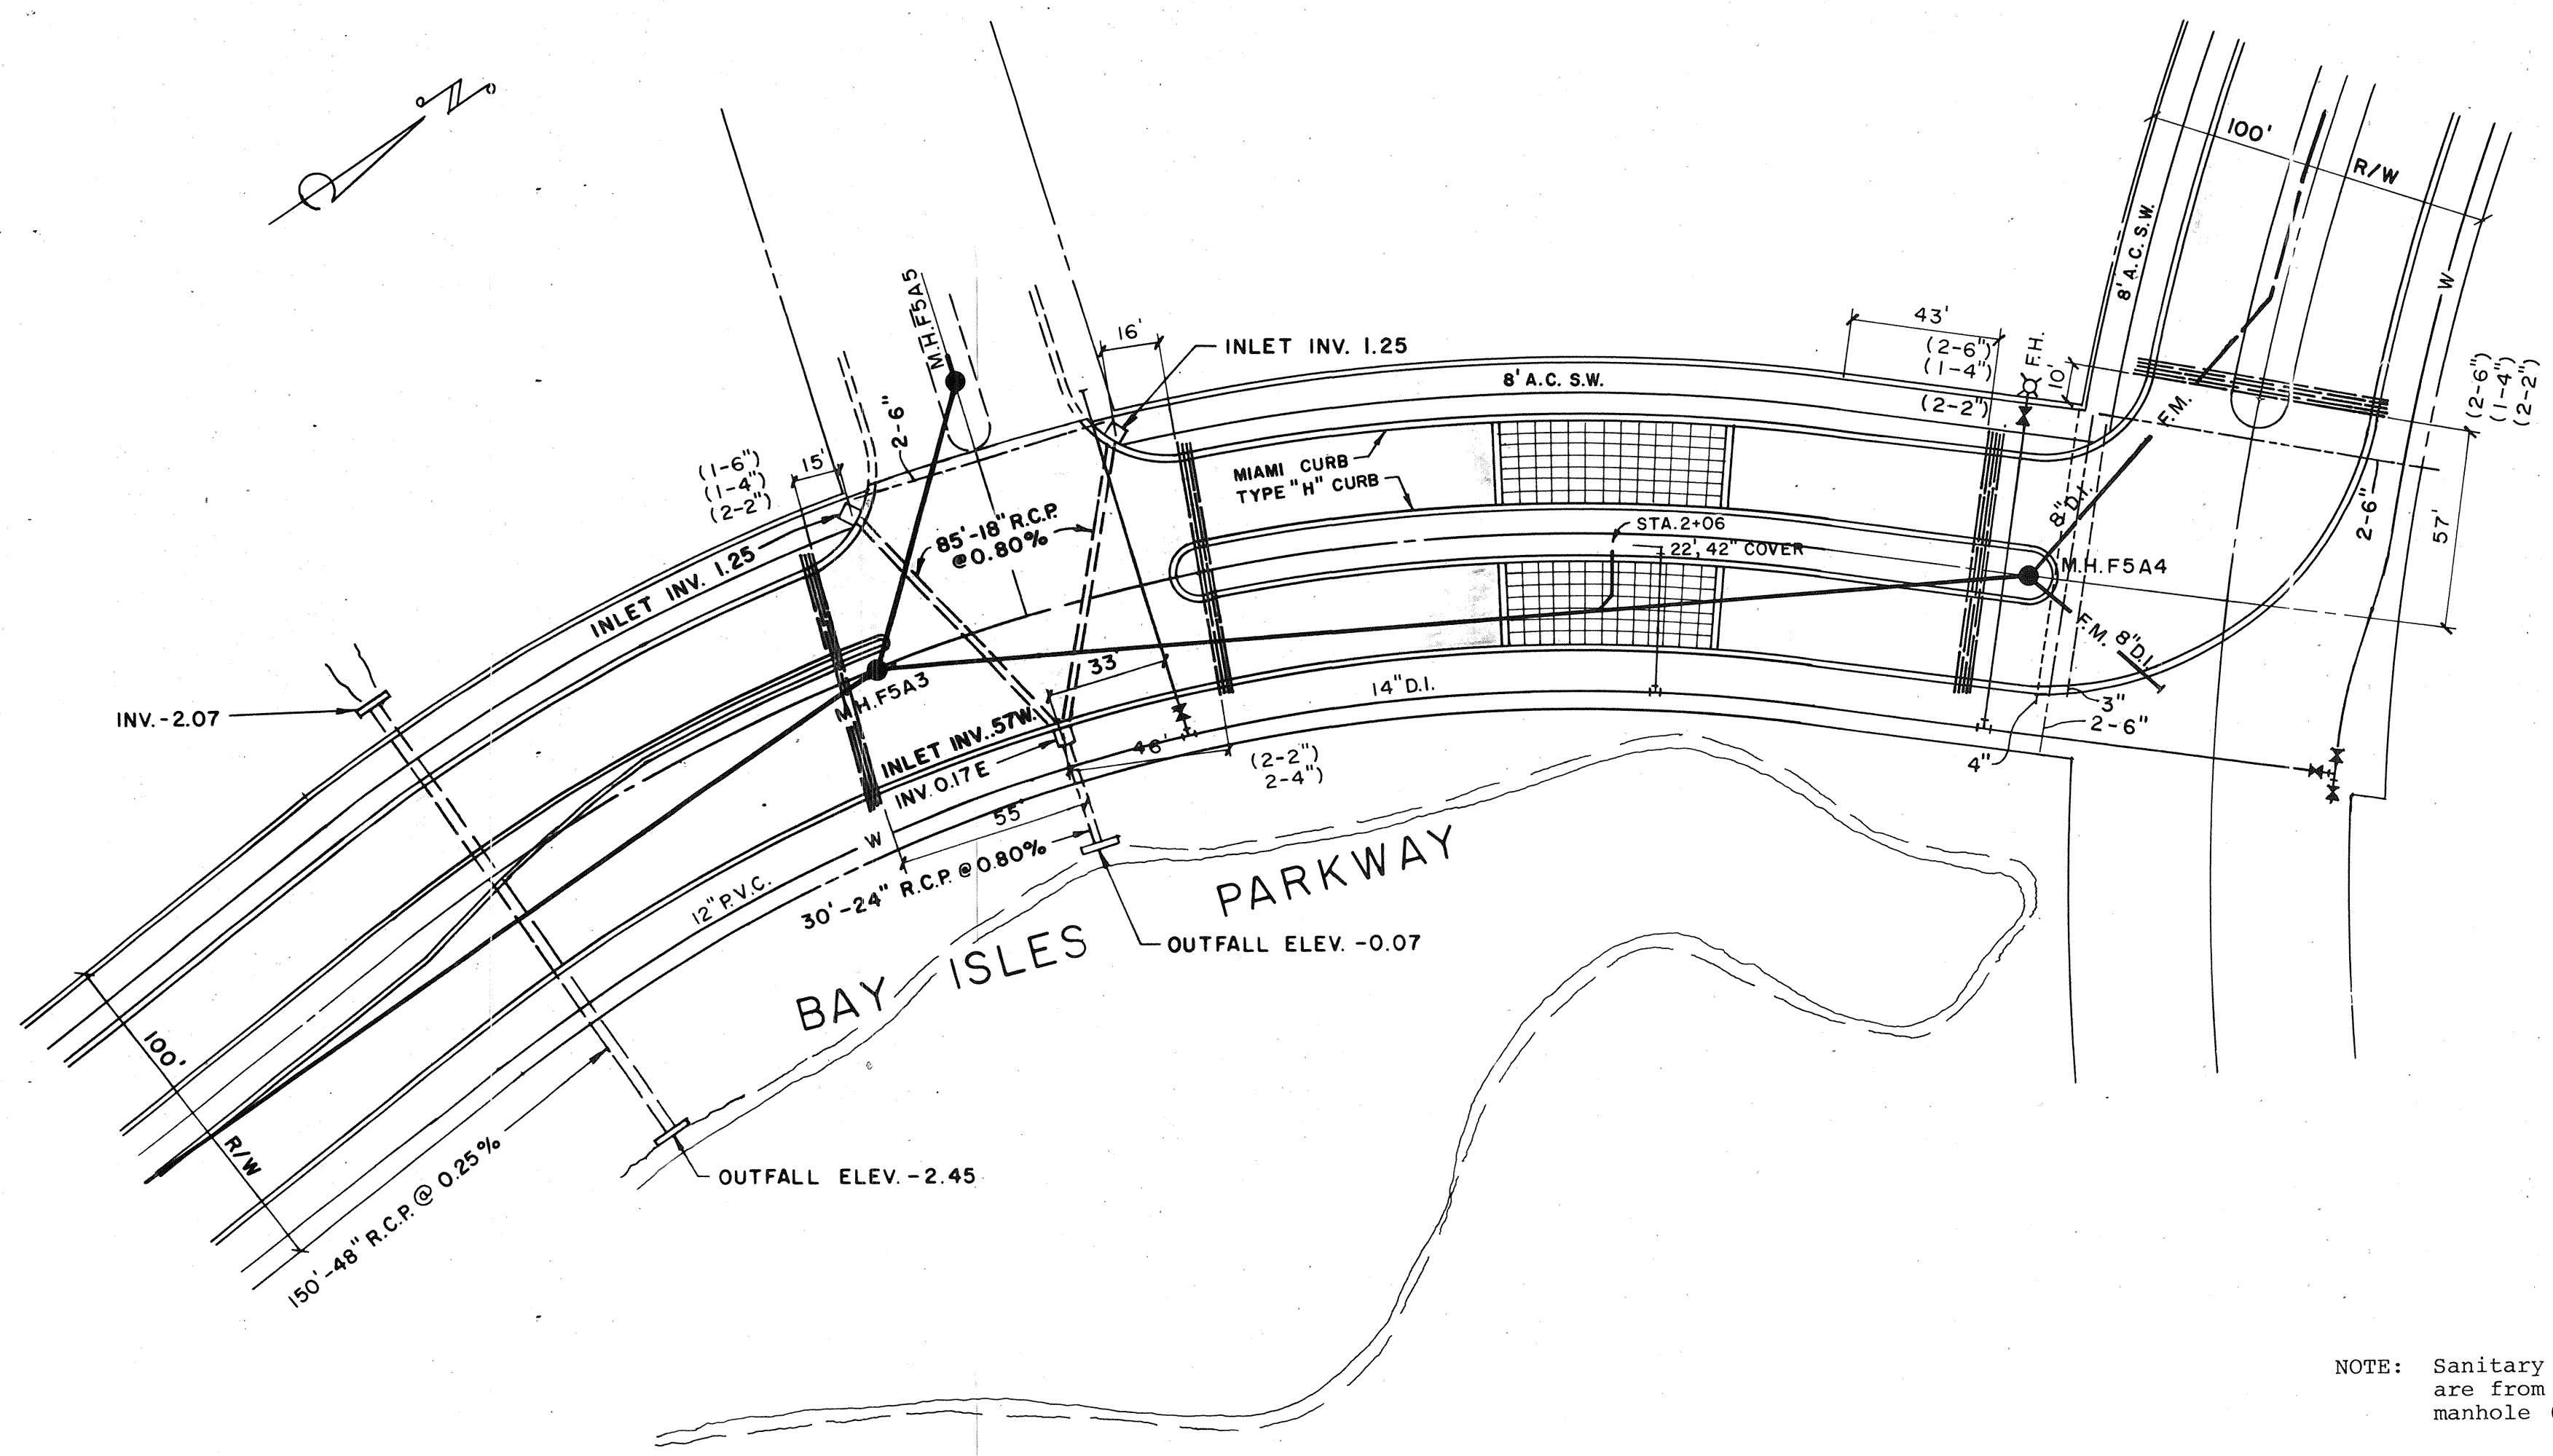 N
100'
R/W
8' A.C. S.W.
W
M.H. F5A5
16'
INLET INV. 1.25
43'
(2-6")
(1-4")
(2-2")
F.H.
10'
8' A.C. S.W.
(2-6")
(1-4")
(2-2")
F.M.
2-6"
(1-6")
(1-4")
(2-2")
15'
MIAMI CURB
TYPE "H" CURB
85'-18" R.C.P.
@ 0.80%
STA. 2+06
22', 42" COVER
8" D.I.
M.H. F5A4
2-6"
57'
INLET INV. 1.25
F.M. 8" D.I.
M.H. F5A3
33'
14" D.I.
3"
2-6"
4"
INV. -2.07
INLET INV. .57W.
INV. 0.17 E
46'
(2-2")
2-4")
55'
W
12" P.V.C.
30'-24" R.C.P. @ 0.80%
BAY ISLES PARKWAY
OUTFALL ELEV. -0.07
100'
R/W
150'-48" R.C.P. @ 0.25%
OUTFALL ELEV. -2.45
NOTE: Sanitary
are from
manhole (